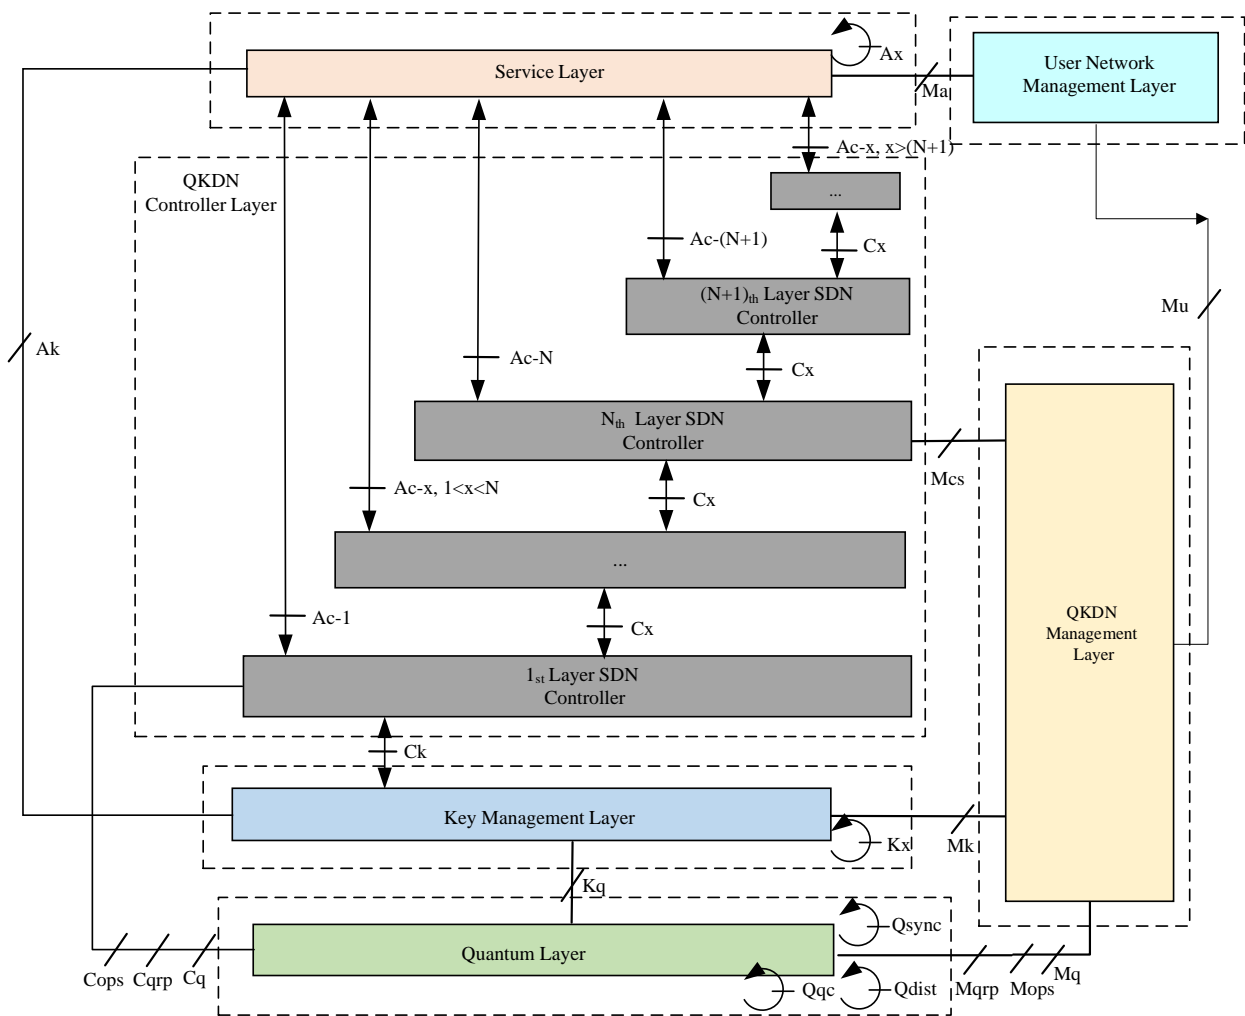 Ax
Service Layer
Ma
User Network
Management Layer
Ac-x, x>(N+1)
QKDN
Controller Layer
...
Ac-(N+1)
Cx
(N+1)th Layer SDN
Controller
Mu
Ak
Ac-N
Cx
Nth Layer SDN
Controller
Mcs
Ac-x, 1<x<N
Cx
...
Ac-1
Cx
QKDN
Management
Layer
1st Layer SDN
Controller
Ck
Key Management Layer
Kx
Mk
Kq
Qsync
Quantum Layer
Cops
Cqrp
Cq
Qqc
Qdist
Mqrp
Mops
Mq